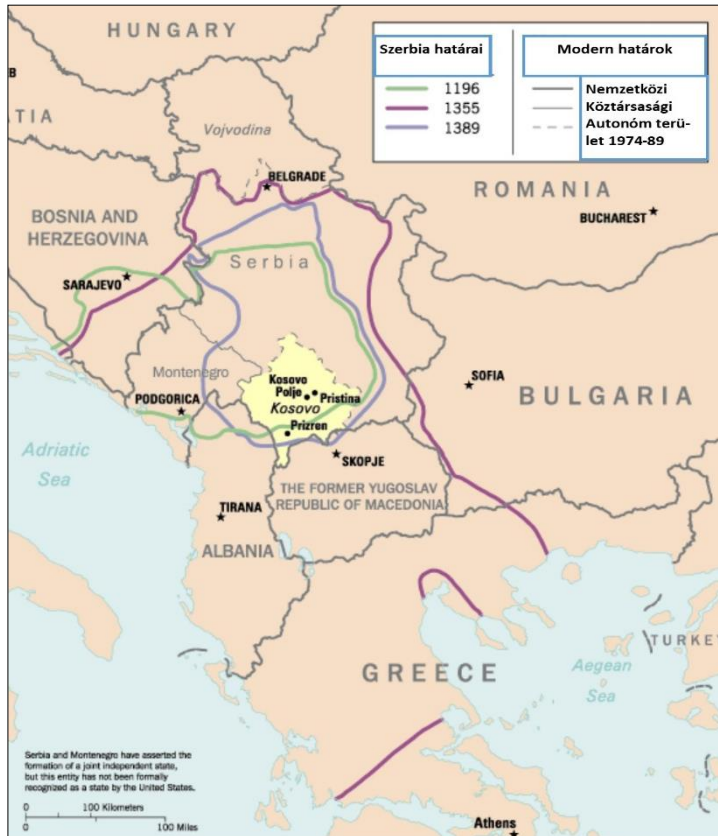 HUNGARY
Szerbia határai
1196
1355
1389
Modern határok
Nemzetközi
Köztársasági
Autonóm terü-
let 1974-89
B
ATIA
Vojvodina
BELGRADE
ROMANIA
BUCHAREST
BOSNIA AND
HERZEGOVINA
SARAJEVO
Serbia
Montenegro
PODGORICA
Kosovo
Polje
Pristina
Kosovo
Prizren
SOFIA
BULGARIA
SKOPJE
Adriatic
Sea
THE FORMER YUGOSLAV
REPUBLIC OF MACEDONIA
TIRANA
ALBANIA
GREECE
TURKEY
Aegean
Sea
Serbia and Montenegro have asserted the
formation of a joint independent state,
but this entity has not been formally
recognized as a state by the United States.
0 100 Kilometers
0 100 Miles
Athens